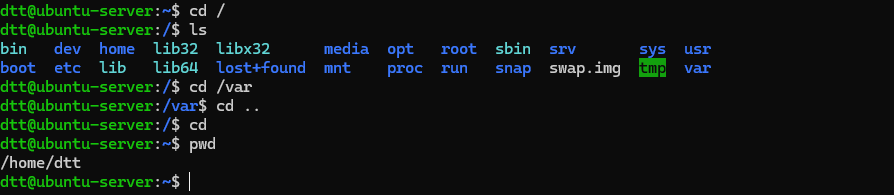 dtt@ubuntu-server:~$ cd /
dtt@ubuntu-server:/$ ls
bin dev home lib32 libx32 media opt root sbin srv sys usr
boot etc lib lib64 lost+found mnt proc run snap swap.img tmp var
dtt@ubuntu-server:/$ cd /var
dtt@ubuntu-server:/var$ cd ..
dtt@ubuntu-server:/$ cd
dtt@ubuntu-server:~$ pwd
/home/dtt
dtt@ubuntu-server:~$